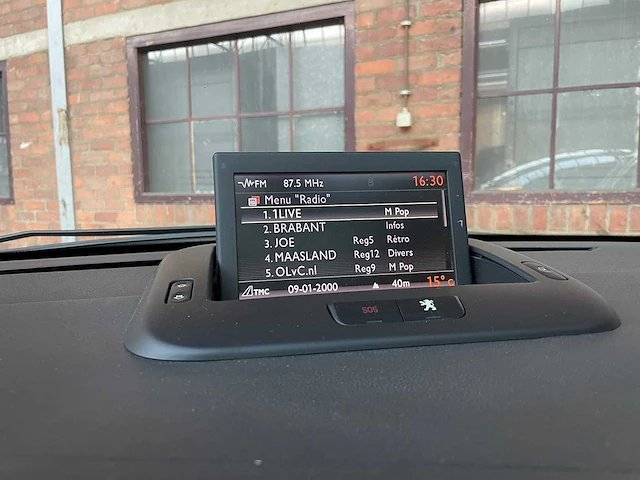 FM 87.5 MHz 16:30
Menu "Radio"
1. 1LIVE M Pop
2. BRABANT Infos
3. JOE Reg5 Rétro
4. MAASLAND Reg12 Divers
5. OLvC.nl Reg9 M Pop
TMC 09-01-2000 40m 15° C
SOS